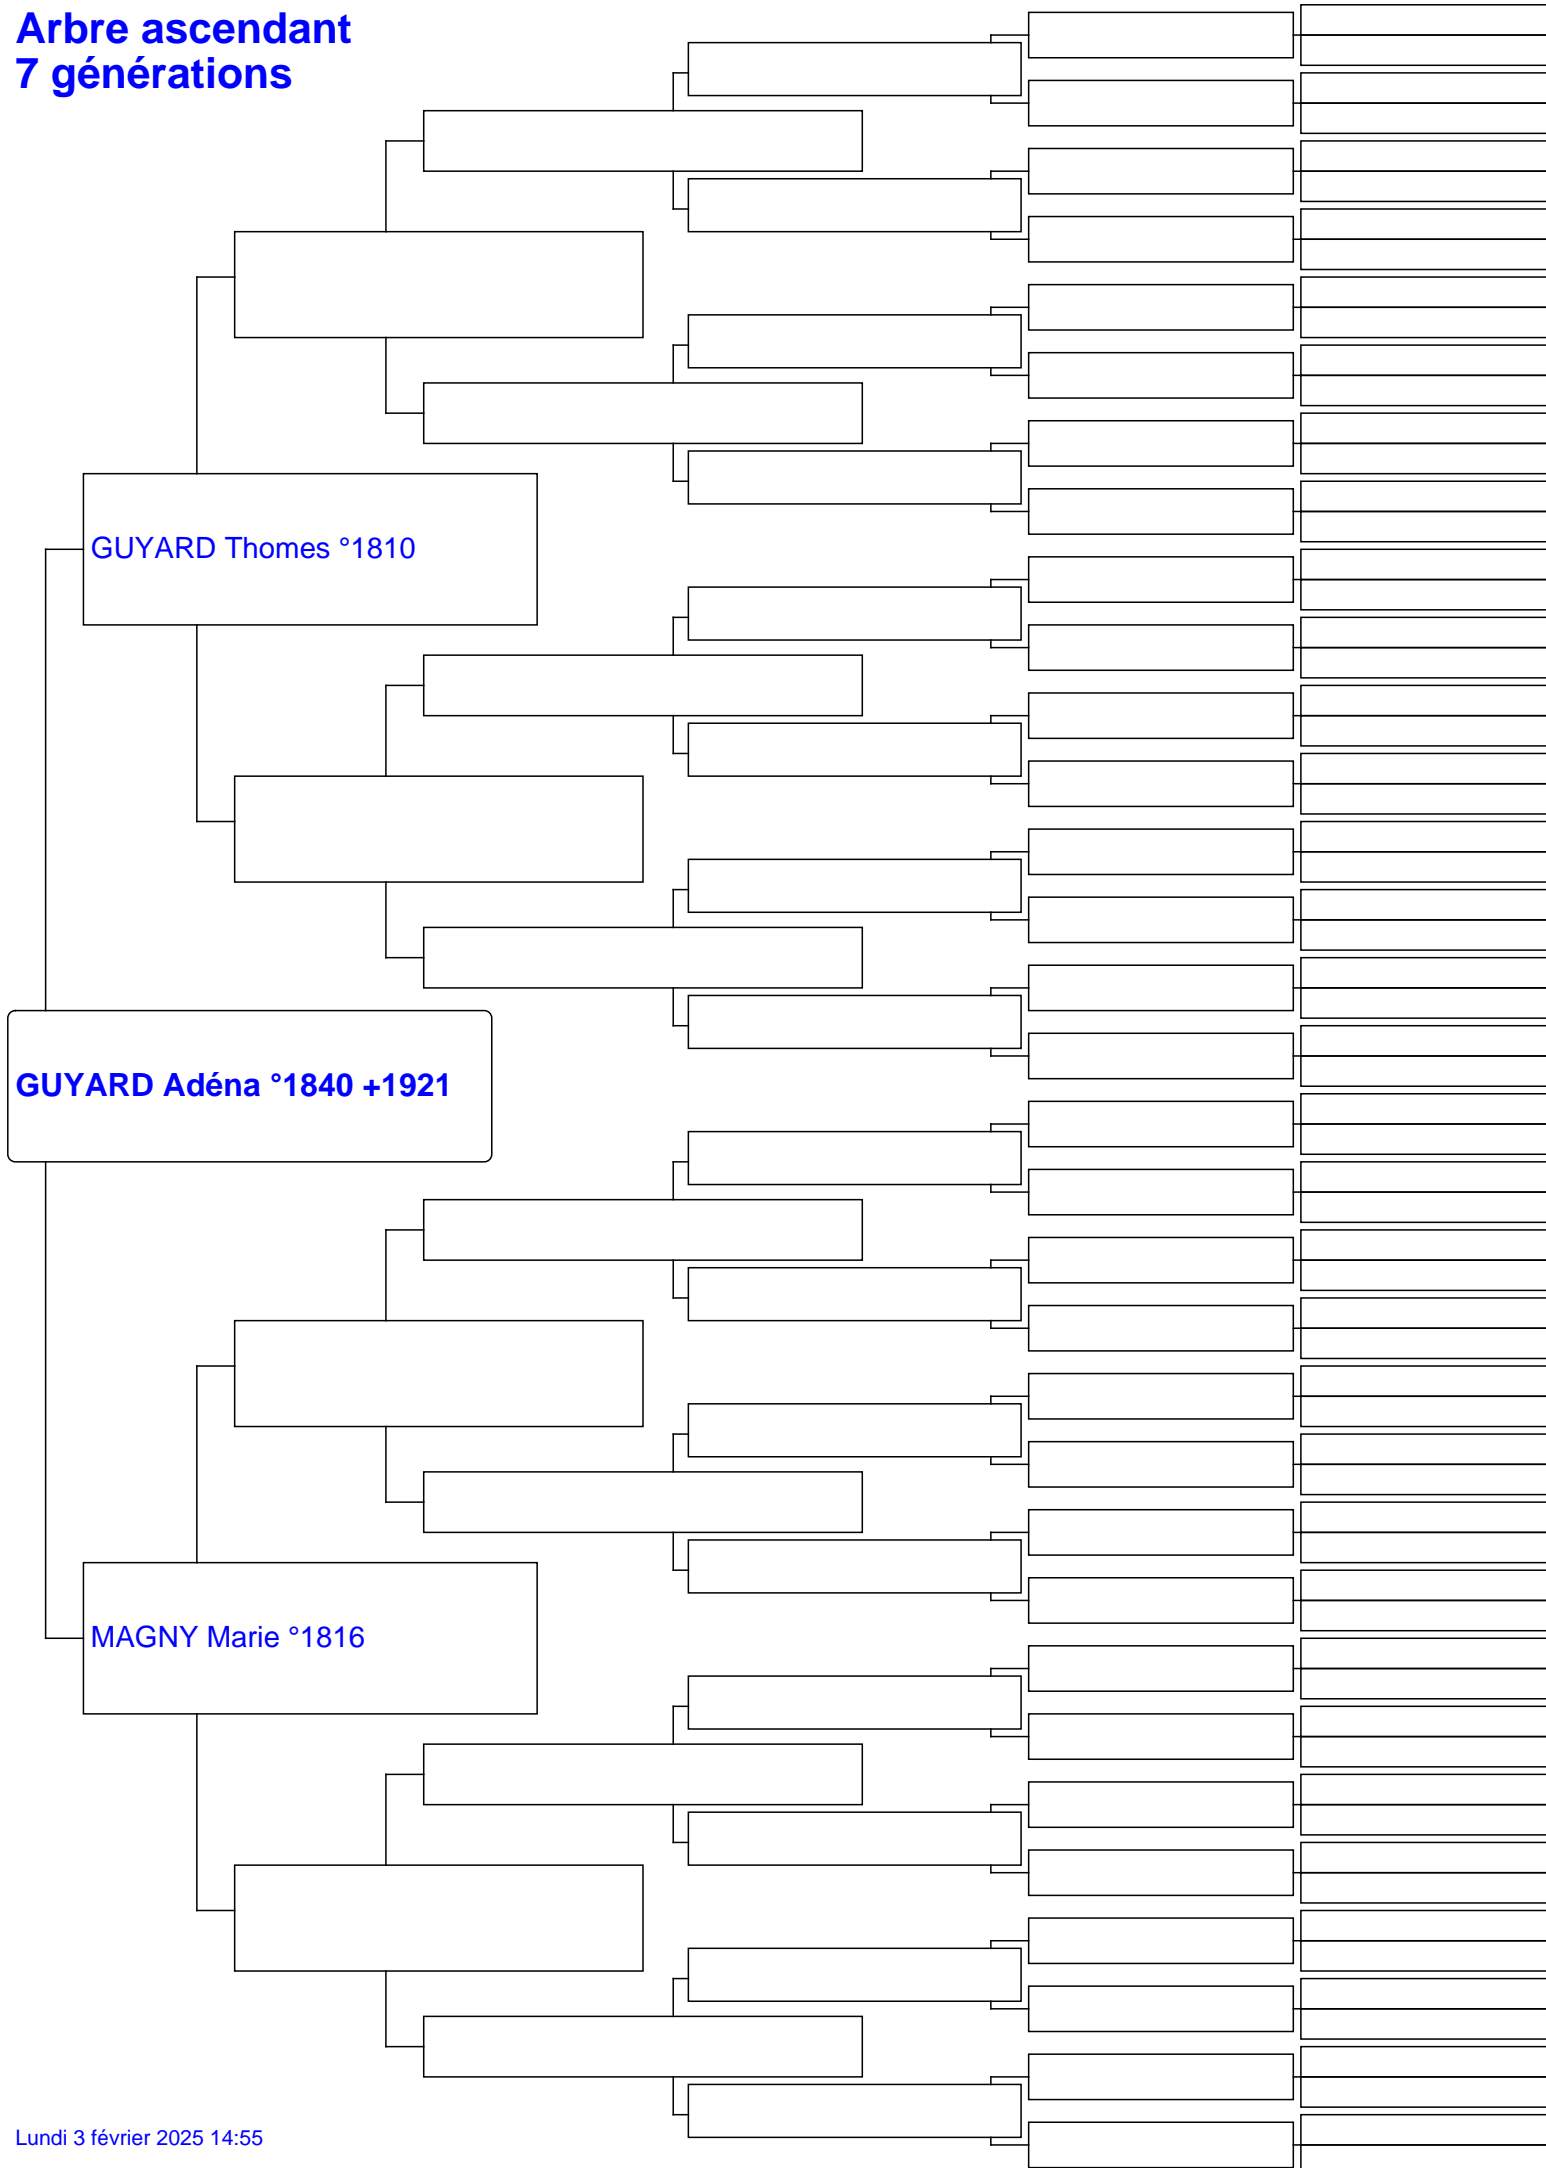 Arbre ascendant
7 générations
GUYARD Thomes °1810
GUYARD Adéna °1840 +1921
MAGNY Marie °1816
Lundi 3 février 2025 14:55